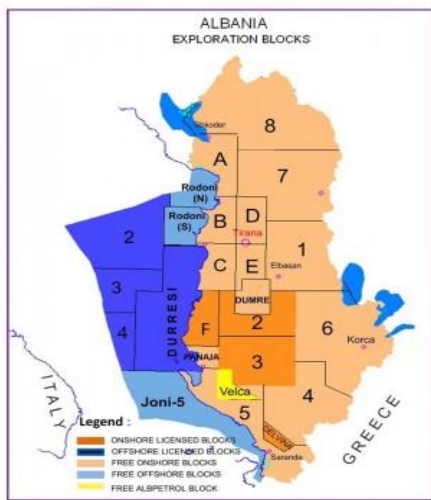 ALBANIA
EXPLORATION BLOCKS
Shkoder
8
A
7
Rodoni
(N)
Rodoni
(S)
B
D
2
Tirana
1
C
E
Elbasan
3
DUMRE
DURRESI
4
F
2
6
Korca
PANAJA
3
ITALY
Joni-5
Velca
5
4
DELVINA
GREECE
Saranda
Legend :
ONSHORE LICENSED BLOCKS
OFFSHORE LICENSED BLOCKS
FREE ONSHORE BLOCKS
FREE OFFSHORE BLOCKS
FREE ALBPETROL BLOCK